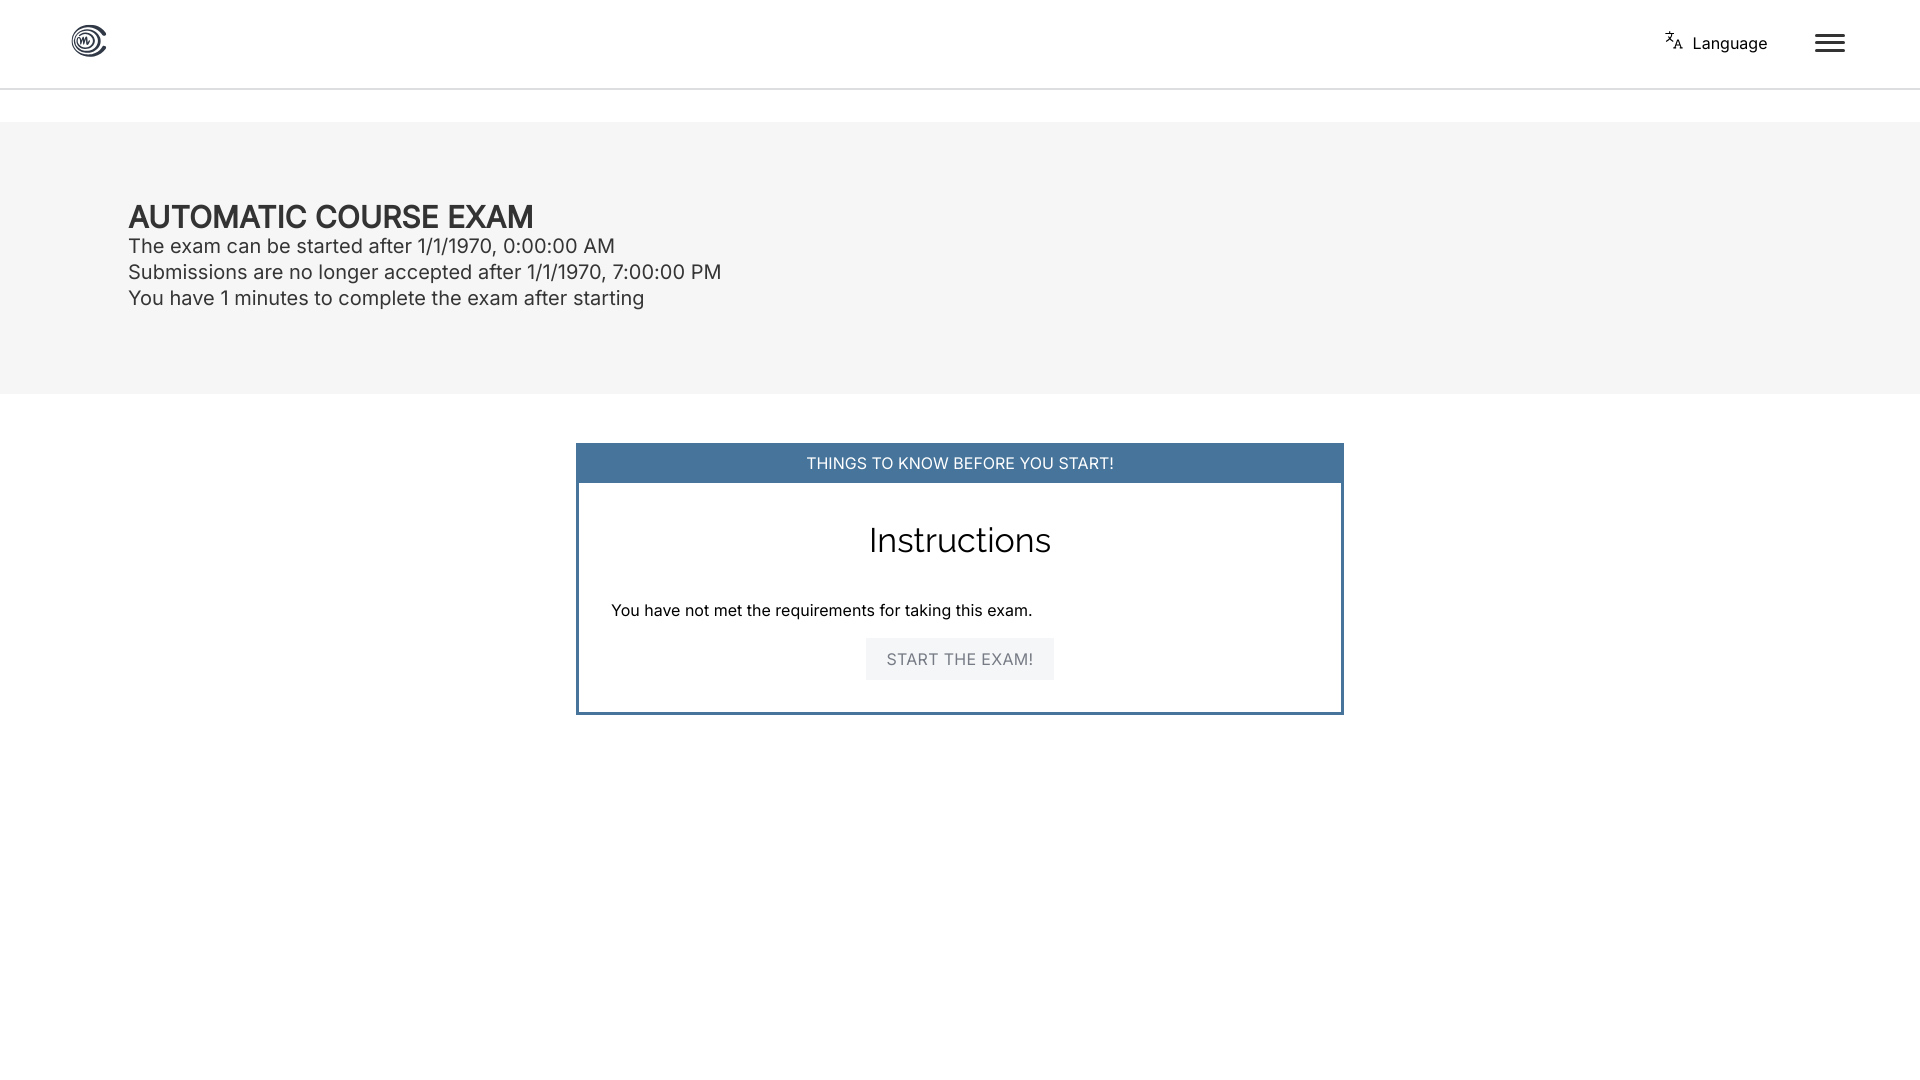 Language
AUTOMATIC COURSE EXAM
The exam can be started after 1/1/1970, 0:00:00 AM
Submissions are no longer accepted after 1/1/1970, 7:00:00 PM
You have 1 minutes to complete the exam after starting
THINGS TO KNOW BEFORE YOU START!
Instructions
You have not met the requirements for taking this exam.
START THE EXAM!